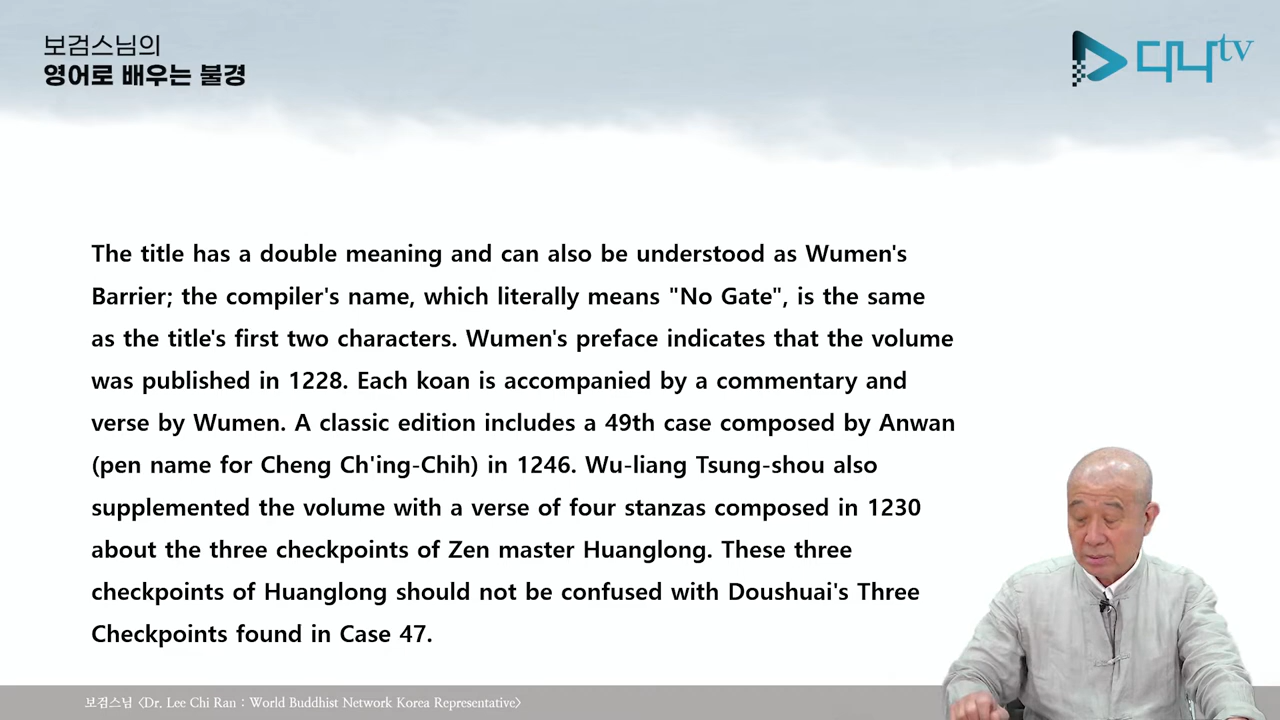 보검스님의
영어로 배우는 불경
다나tv
The title has a double meaning and can also be understood as Wumen's
Barrier; the compiler's name, which literally means "No Gate", is the same
as the title's first two characters. Wumen's preface indicates that the volume
was published in 1228. Each koan is accompanied by a commentary and
verse by Wumen. A classic edition includes a 49th case composed by Anwan
(pen name for Cheng Ch'ing-Chih) in 1246. Wu-liang Tsung-shou also
supplemented the volume with a verse of four stanzas composed in 1230
about the three checkpoints of Zen master Huanglong. These three
checkpoints of Huanglong should not be confused with Doushuai's Three
Checkpoints found in Case 47.
보검스님 <Dr. Lee Chi Ran : World Buddhist Network Korea Representative>